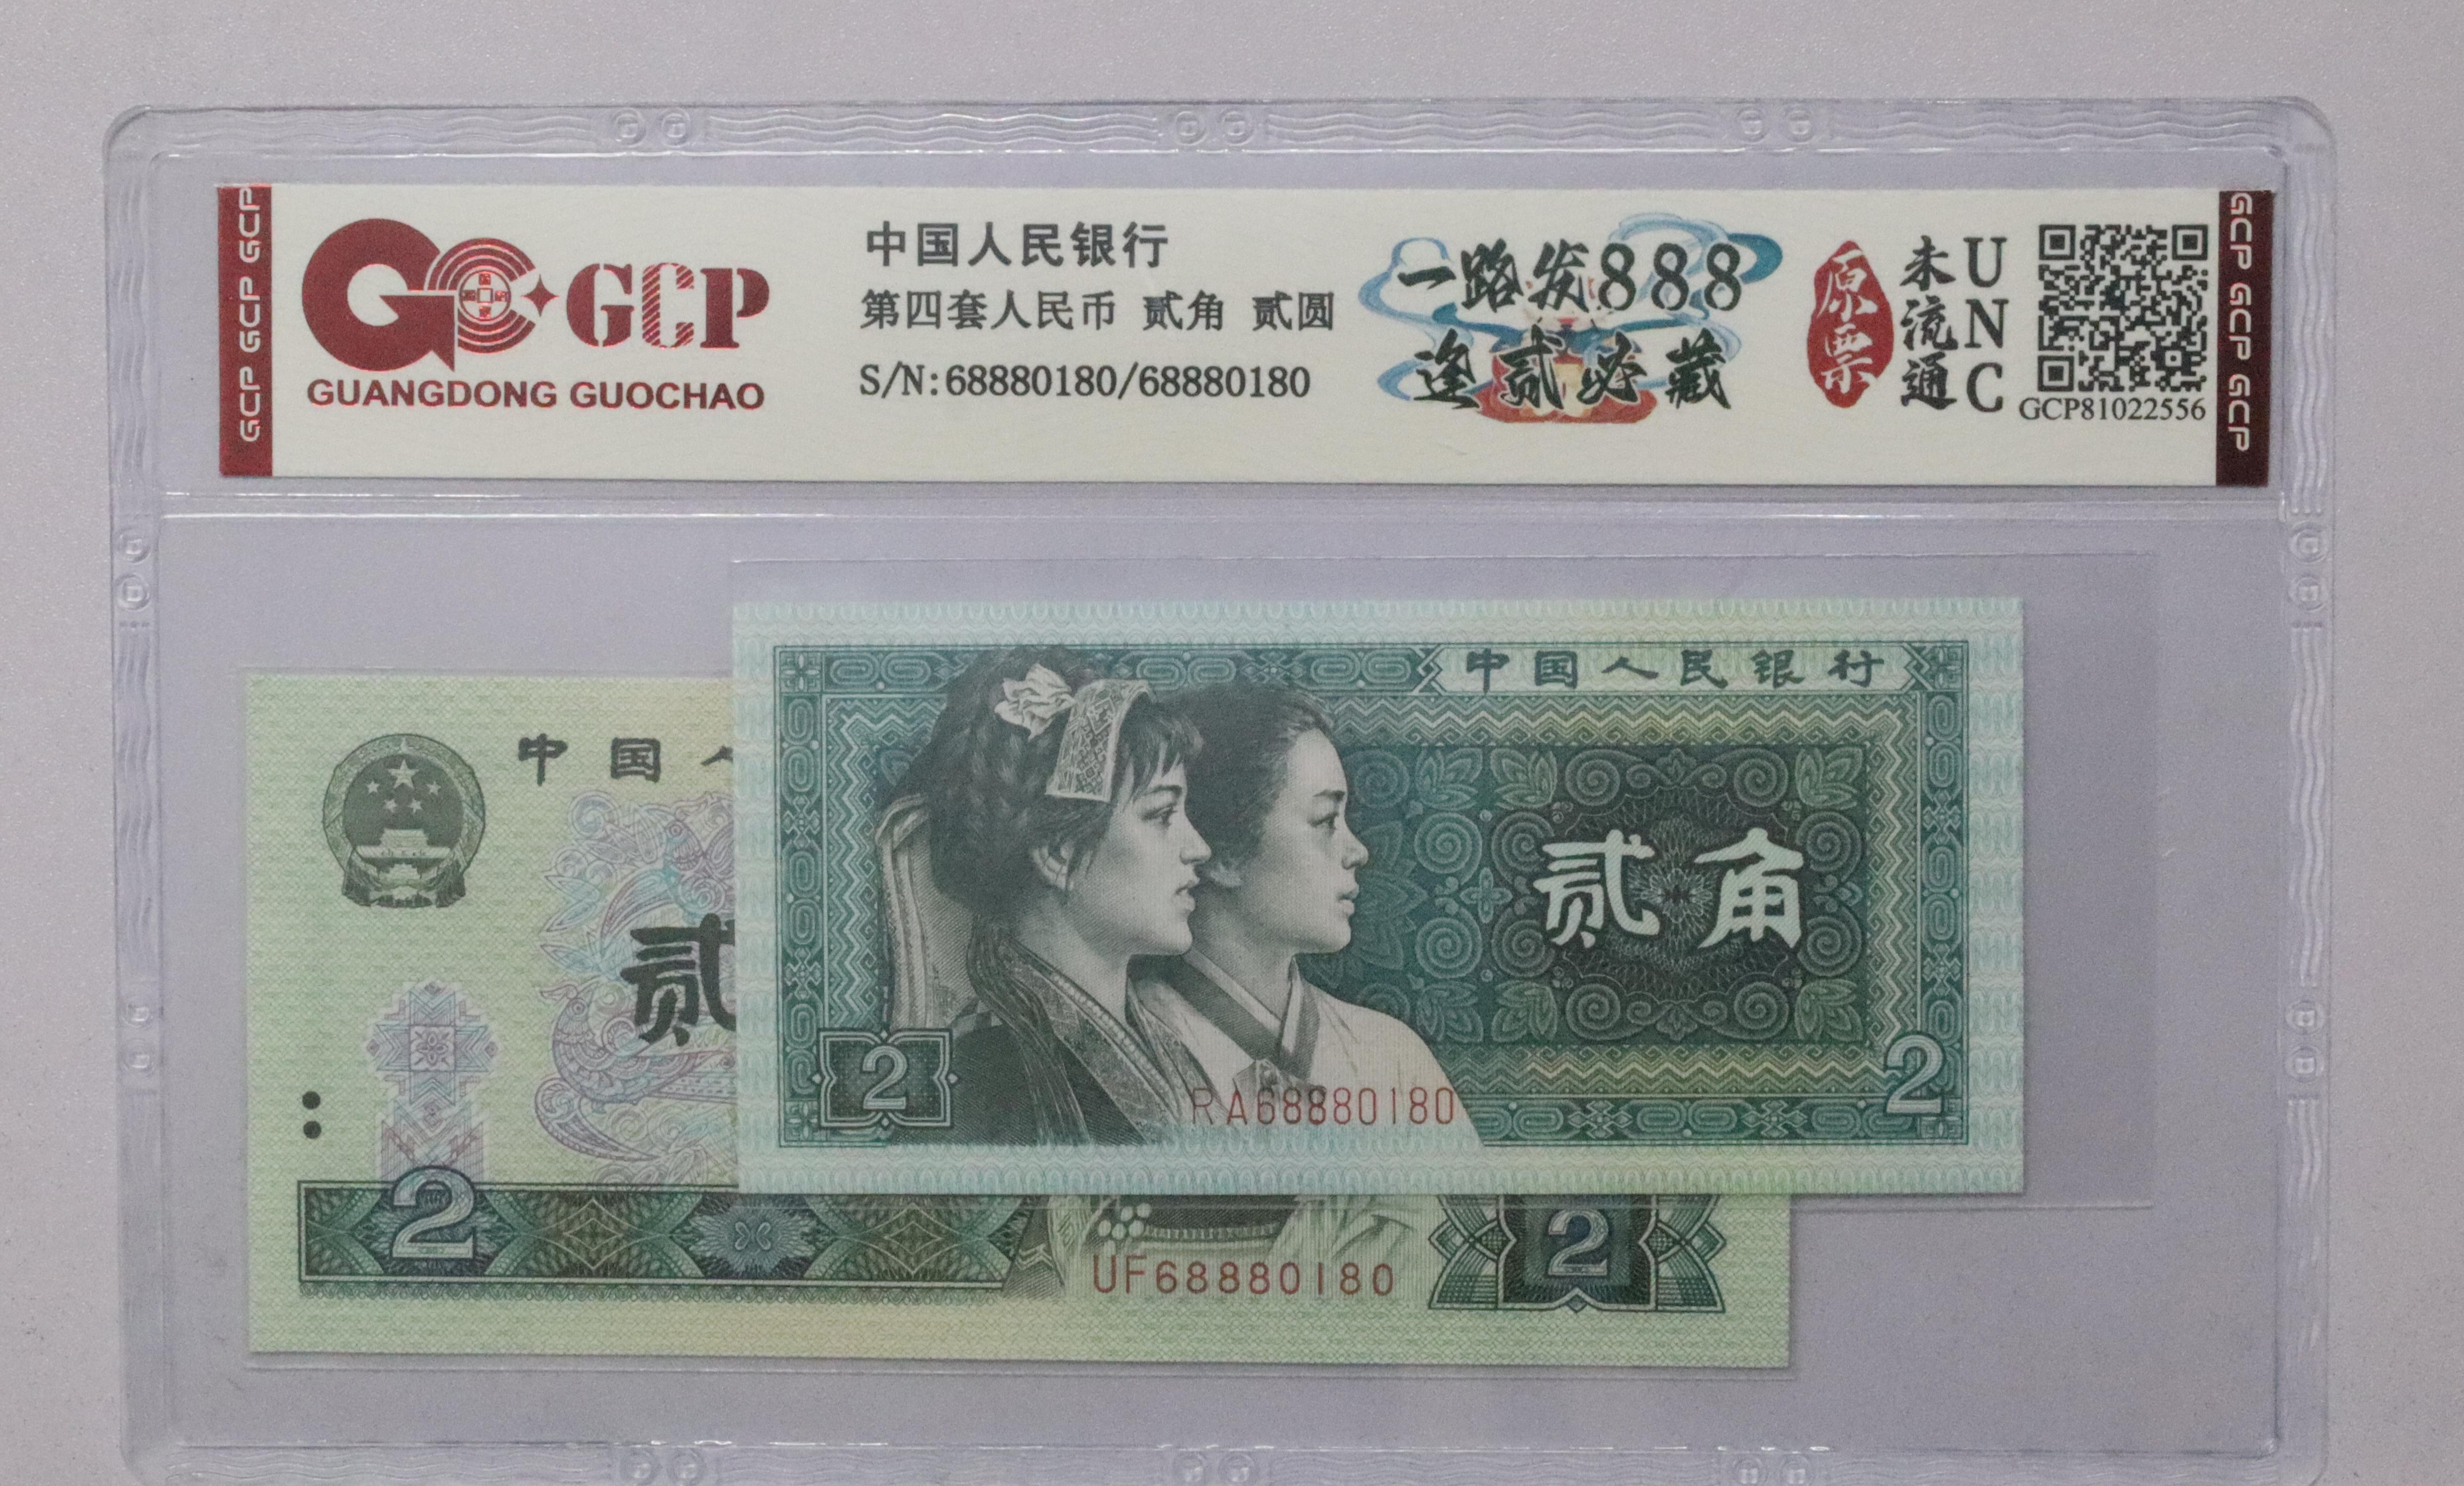 GCP GCP GCP
GCP
GUANGDONG GUOCHAO
中国人民银行
第四套人民币 贰角 贰圆
S/N:68880180/68880180
一路发888
逢贰必藏
原票
未流通
UNC
GCP81022556
GCP GCP GCP
中国人民银行
贰角
2
2
RA68880180
中国
贰
2
2
UF68880180